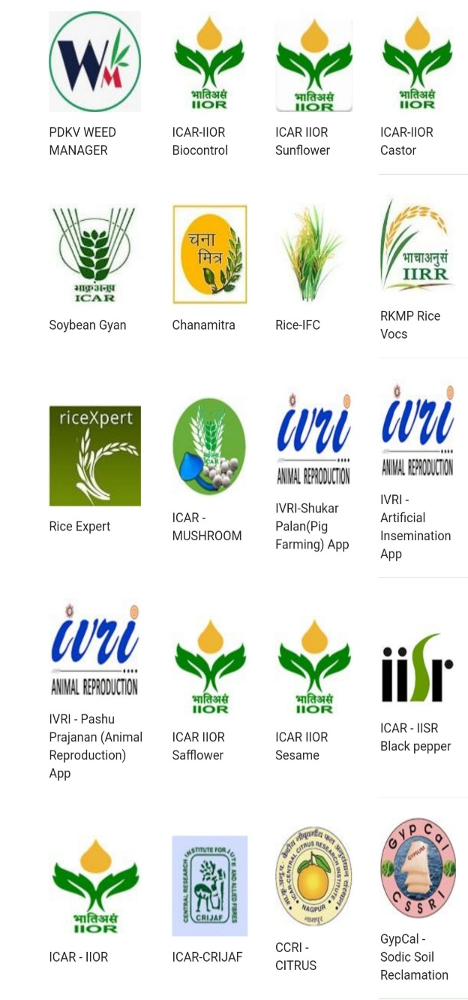 WM
भातिअसं
IIOR
भातिअसं
IIOR
भातिअसं
IIOR
PDKV WEED
MANAGER
ICAR-IIOR
Biocontrol
ICAR IIOR
Sunflower
ICAR-IIOR
Castor
भाकृअनुप
ICAR
चना
मित्र
भाचाअनुसं
IIRR
Soybean Gyan
Chanamitra
Rice-IFC
RKMP Rice
Vocs
riceXpert
ICAR
ivri
ANIMAL REPRODUCTION
ivri
ANIMAL REPRODUCTION
Rice Expert
ICAR -
MUSHROOM
IVRI-Shukar
Palan(Pig
Farming) App
IVRI -
Artificial
Insemination
App
ivri
ANIMAL REPRODUCTION
भातिअसं
IIOR
भातिअसं
IIOR
iisr
IVRI - Pashu
Prajanan (Animal
Reproduction)
App
ICAR IIOR
Safflower
ICAR IIOR
Sesame
ICAR - IISR
Black pepper
भातिअसं
IIOR
CENTRAL RESEARCH INSTITUTE FOR JUTE AND ALLIED FIBRES
CRIJAF
ICAR-CENTRAL CITRUS RESEARCH INSTITUTE
NAGPUR
नागपुर
GypCal
GYPSUM
CSSRI
ICAR - IIOR
ICAR-CRIJAF
CCRI -
CITRUS
GypCal -
Sodic Soil
Reclamation